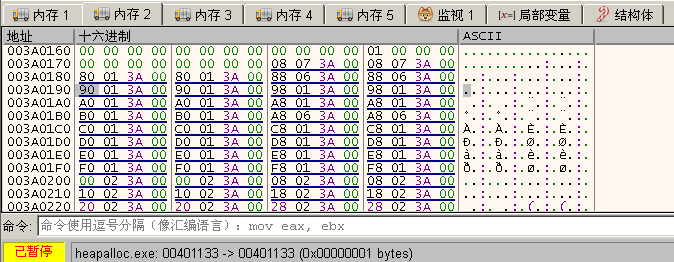 内存 1 内存 2 内存 3 内存 4 内存 5 监视 1 [x=] 局部变量 结构体
地址 十六进制 ASCII
003A0160 00 00 00 00 00 00 00 00 00 00 00 00 01 00 00 00 ................
003A0170 00 00 00 00 00 00 00 00 08 07 3A 00 08 07 3A 00 ..........:...:.
003A0180 80 01 3A 00 80 01 3A 00 88 06 3A 00 88 06 3A 00 ..:...:...:...:.
003A0190 90 01 3A 00 90 01 3A 00 98 01 3A 00 98 01 3A 00 ..:...:...:...:.
003A01A0 A0 01 3A 00 A0 01 3A 00 A8 01 3A 00 A8 01 3A 00 ..:. ..:.¨.:.¨.:.
003A01B0 B0 01 3A 00 B0 01 3A 00 A8 06 3A 00 A8 06 3A 00 °.:.°.:.¨.:.¨.:.
003A01C0 C0 01 3A 00 C0 01 3A 00 C8 01 3A 00 C8 01 3A 00 À.:.À.:.È.:.È.:.
003A01D0 D0 01 3A 00 D0 01 3A 00 D8 01 3A 00 D8 01 3A 00 Ð.:.Ð.:.Ø.:.Ø.:.
003A01E0 E0 01 3A 00 E0 01 3A 00 E8 01 3A 00 E8 01 3A 00 à.:.à.:.è.:.è.:.
003A01F0 F0 01 3A 00 F0 01 3A 00 F8 01 3A 00 F8 01 3A 00 ð.:.ð.:.ø.:.ø.:.
003A0200 00 02 3A 00 00 02 3A 00 08 02 3A 00 08 02 3A 00 ..:...:...:...:.
003A0210 10 02 3A 00 10 02 3A 00 18 02 3A 00 18 02 3A 00 ..:...:...:...:.
003A0220 20 02 3A 00 20 02 3A 00 28 02 3A 00 28 02 3A 00 .:. .:.(.:.(.:.
命令: 命令使用逗号分隔（像汇编语言）：mov eax, ebx
已暂停 heapalloc.exe: 00401133 -> 00401133 (0x00000001 bytes)